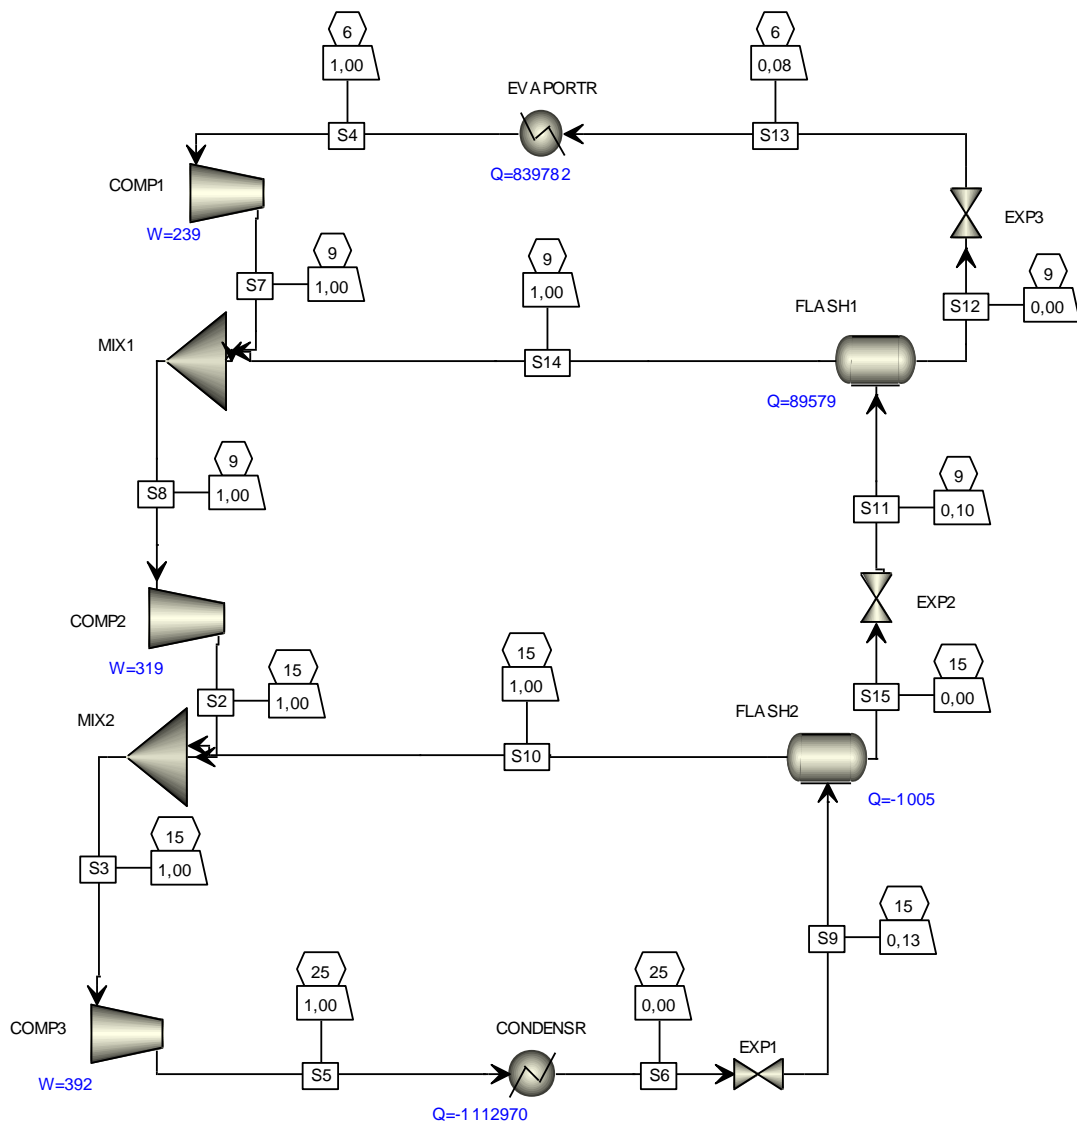 6
6
1,00
0,08
EVAPORTR
S4
S13
COMP1
Q=839782
EXP3
W=239
9
9
9
S7
1,00
1,00
S12
0,00
FLASH1
MIX1
S14
Q=89579
9
9
S8
1,00
S11
0,10
COMP2
EXP2
W=319
15
15
15
S2
1,00
1,00
S15
0,00
MIX2
FLASH2
S10
Q=-1005
15
S3
1,00
15
S9
0,13
25
25
1,00
0,00
COMP3
CONDENSR
EXP1
S5
S6
W=392
Q=-1112970